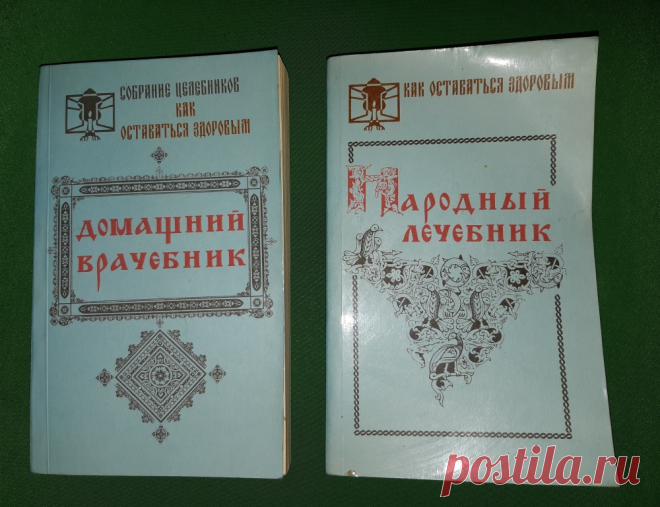 СОБРАНИЕ ЦЕЛЕБНИКОВ
КАК
ОСТАВАТЬСЯ ЗДОРОВЫМ
ДОМАШНИЙ
ВРАЧЕБНИК
КАК ОСТАВАТЬСЯ ЗДОРОВЫМ
НАРОДНЫЙ
ЛЕЧЕБНИК
postila.ru